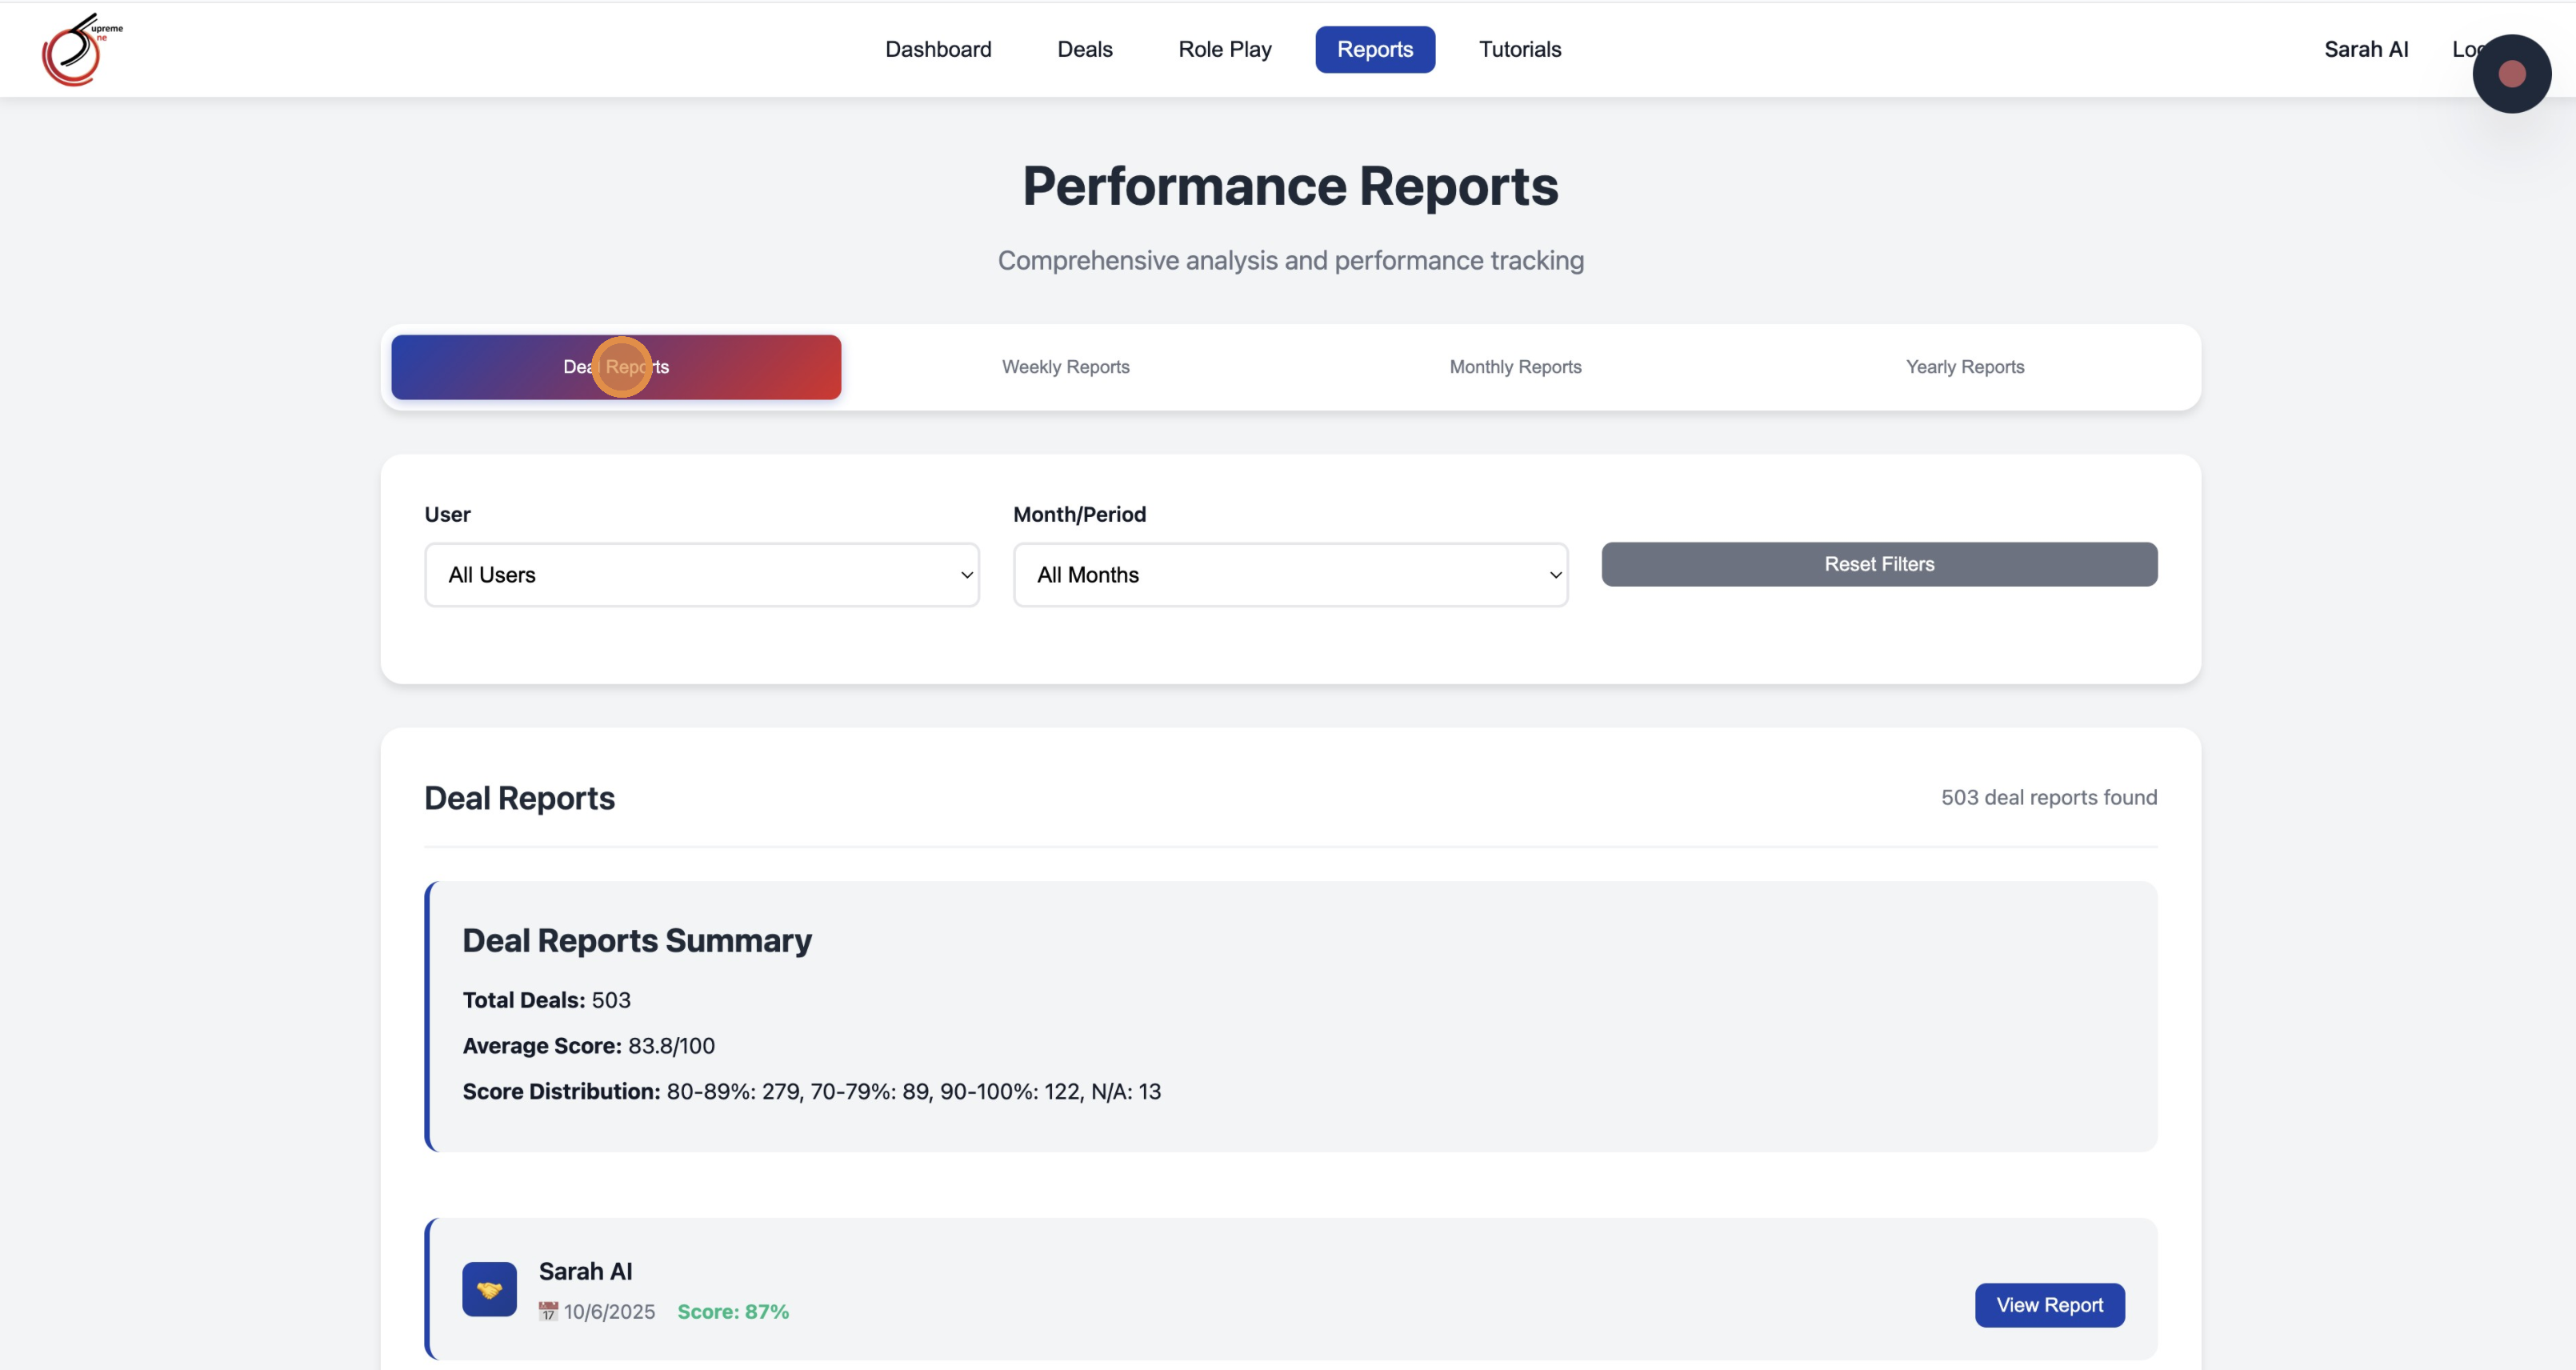 upreme
ne
Dashboard
Deals
Role Play
Reports
Tutorials
Sarah AI
Performance Reports
Comprehensive analysis and performance tracking
Deal Reports
Weekly Reports
Monthly Reports
Yearly Reports
User
Month/Period
All Users
All Months
Reset Filters
Deal Reports
503 deal reports found
Deal Reports Summary
Total Deals: 503
Average Score: 83.8/100
Score Distribution: 80-89%: 279, 70-79%: 89, 90-100%: 122, N/A: 13
Sarah AI
17 10/6/2025 Score: 87%
View Report